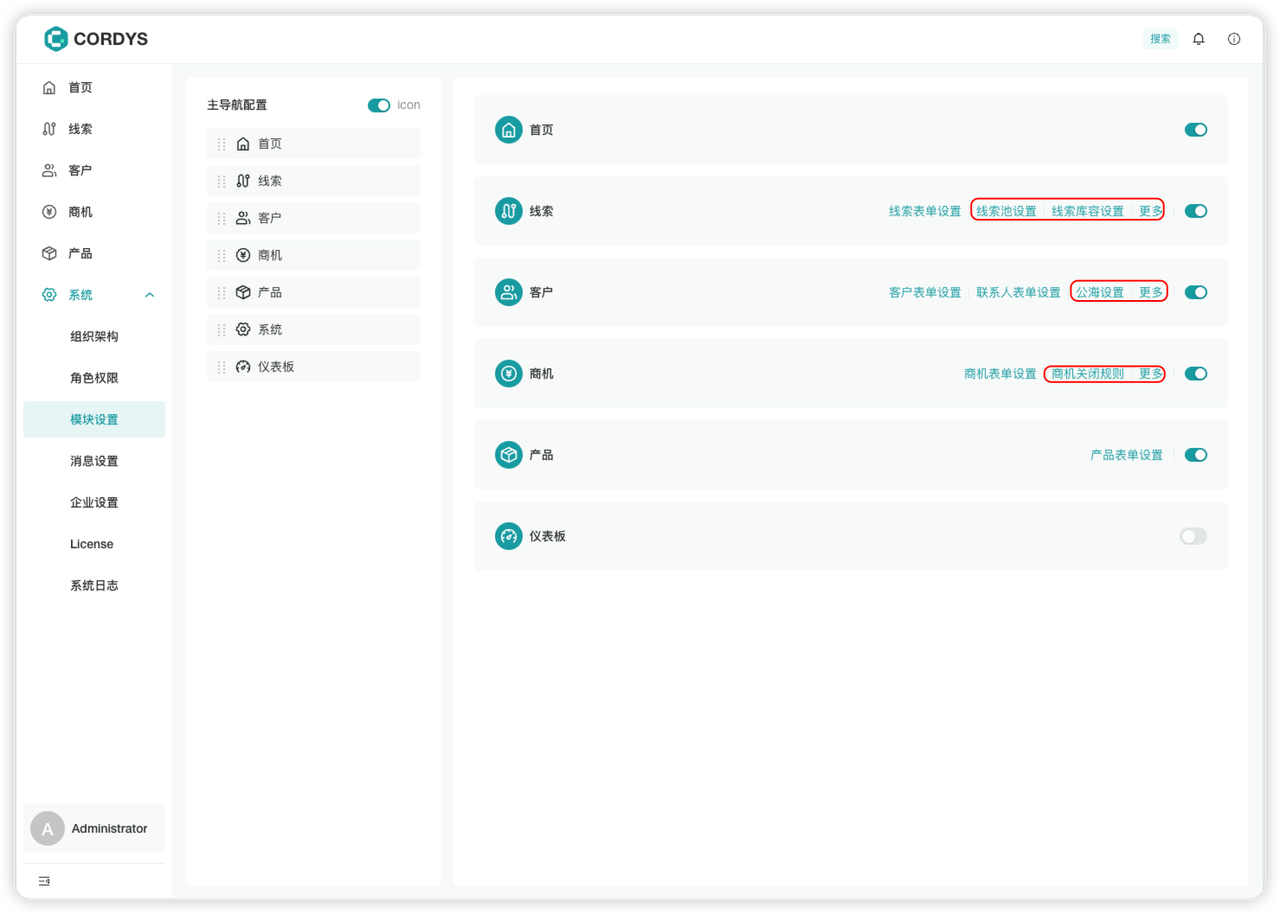 CORDYS
搜索
首页
线索
客户
商机
产品
系统
组织架构
角色权限
模块设置
消息设置
企业设置
License
系统日志
A Administrator
主导航配置 icon
首页
线索
客户
商机
产品
系统
仪表板
首页
线索 线索表单设置 线索池设置 线索库容设置 更多
客户 客户表单设置 联系人表单设置 公海设置 更多
商机 商机表单设置 商机关闭规则 更多
产品 产品表单设置
仪表板